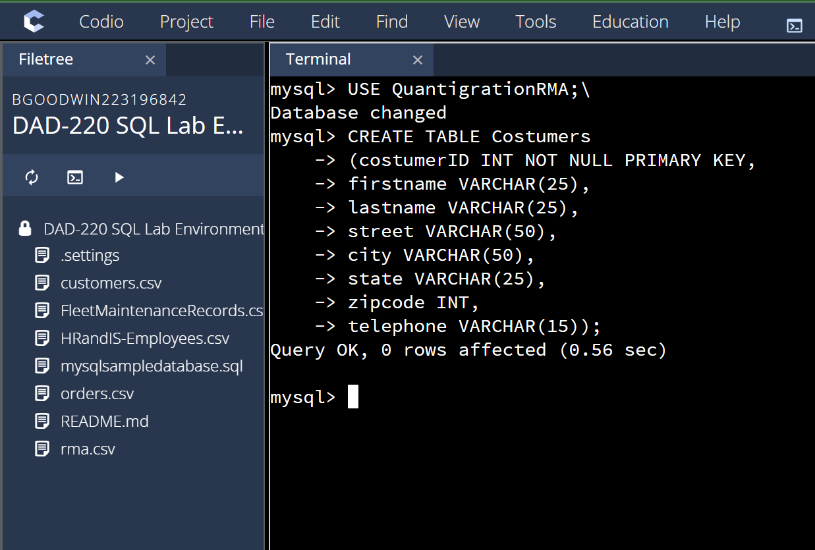 Codio Project File Edit Find View Tools Education Help
Filetree ×
Terminal ×
BGOODWIN223196842
DAD-220 SQL Lab E...
DAD-220 SQL Lab Environment
.settings
customers.csv
FleetMaintenanceRecords.cs
HRandIS-Employees.csv
mysqlsampledatabase.sql
orders.csv
README.md
rma.csv
mysql> USE QuantigrationRMA;\
Database changed
mysql> CREATE TABLE Costumers
    -> (costumerID INT NOT NULL PRIMARY KEY,
    -> firstname VARCHAR(25),
    -> lastname VARCHAR(25),
    -> street VARCHAR(50),
    -> city VARCHAR(50),
    -> state VARCHAR(25),
    -> zipcode INT,
    -> telephone VARCHAR(15));
Query OK, 0 rows affected (0.56 sec)
mysql>